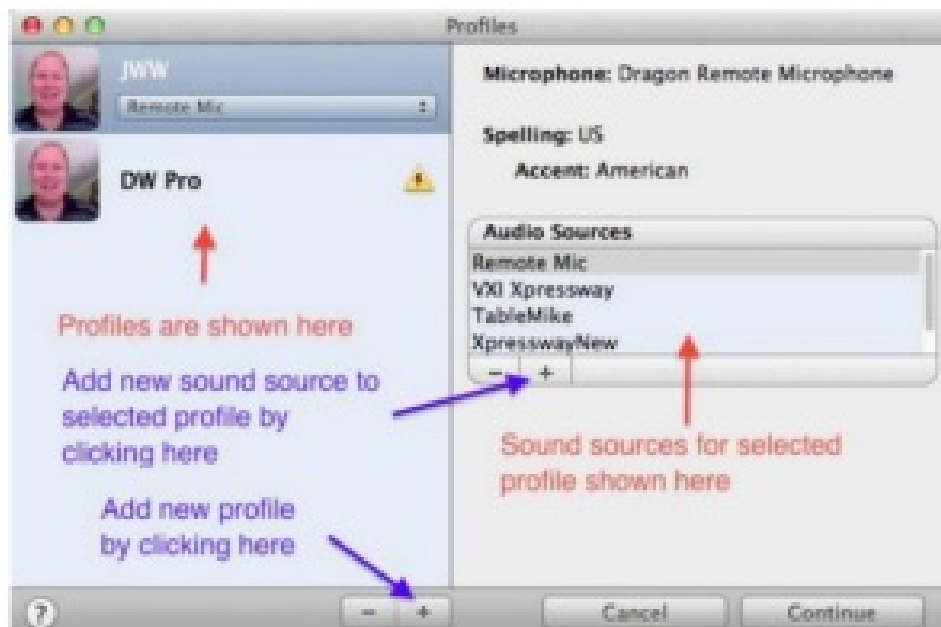 Profiles
JWW
Remote Mic
DW Pro
Profiles are shown here
Add new sound source to
selected profile by
clicking here
Add new profile
by clicking here
Microphone: Dragon Remote Microphone
Spelling: US
Accent: American
Audio Sources
Remote Mic
VXI Xpressway
TableMike
XpresswayNew
− +
Sound sources for selected
profile shown here
? − +
Cancel
Continue